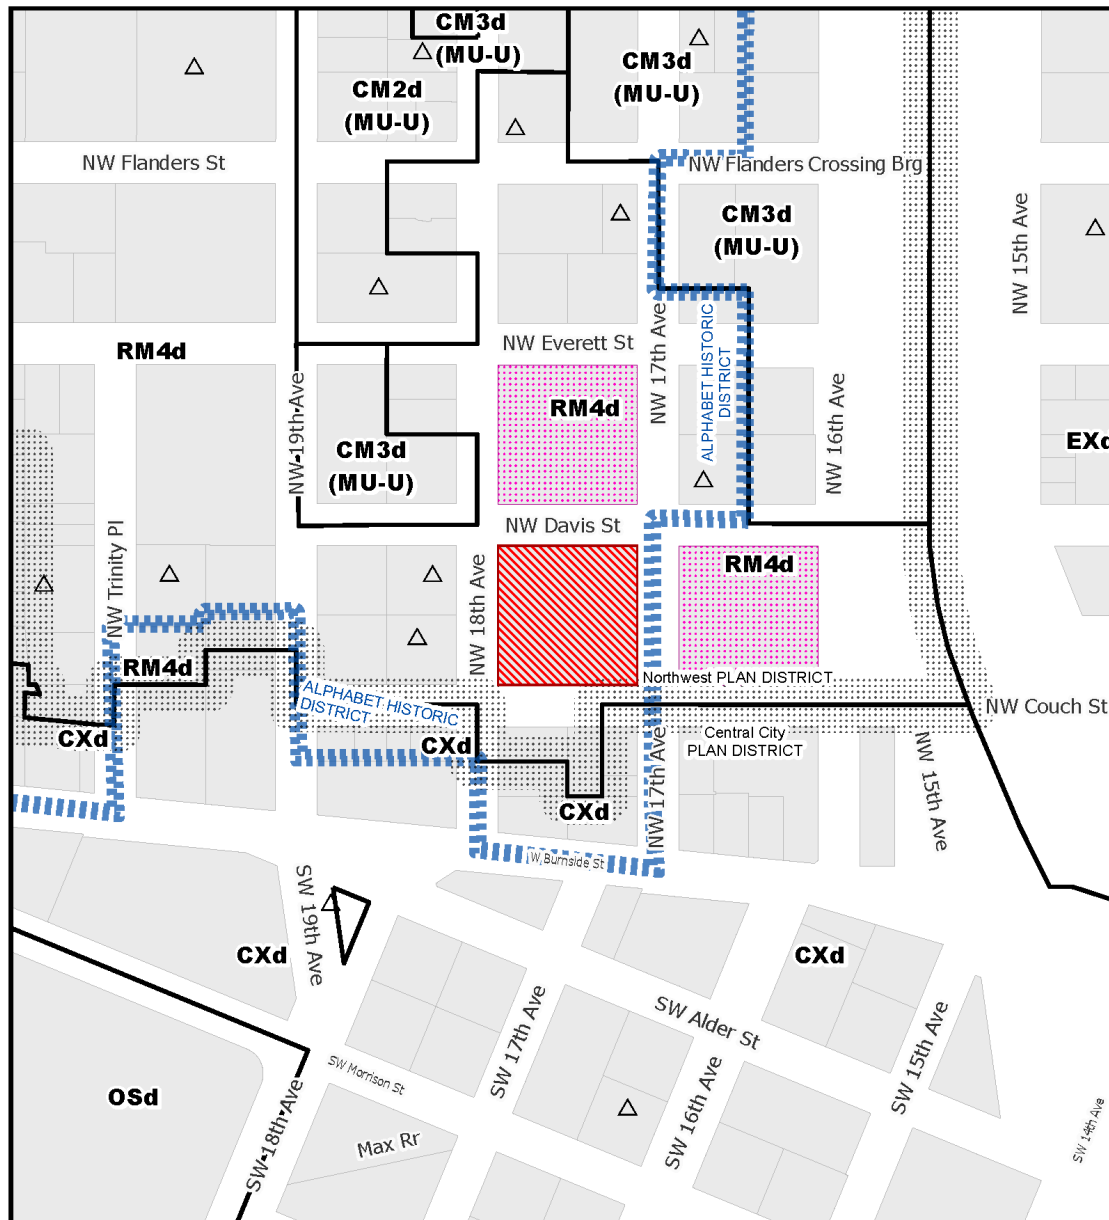 CM3d
(MU-U)
CM3d
(MU-U)
CM2d
(MU-U)
NW Flanders St
NW Flanders Crossing Brg
CM3d
(MU-U)
NW 15th Ave
NW 17th Ave
ALPHABET HISTORIC
DISTRICT
NW Everett St
RM4d
NW 19th Ave
RM4d
NW 16th Ave
EXd
CM3d
(MU-U)
NW Davis St
NW Trinity Pl
NW 18th Ave
RM4d
RM4d
Northwest PLAN DISTRICT
ALPHABET HISTORIC
DISTRICT
NW Couch St
CXd
CXd
Central City
PLAN DISTRICT
NW 17th Ave
NW 15th Ave
CXd
W Burnside St
SW 19th Ave
CXd
CXd
SW 17th Ave
SW Alder St
SW 15th Ave
SW Morrison St
SW 16th Ave
OSd
SW 18th Ave
Max Rr
SW 14th Ave